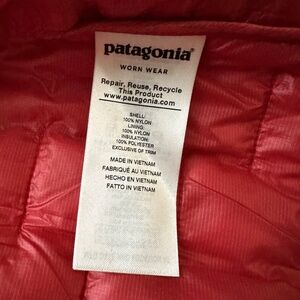 patagonia®
WORN WEAR
Repair, Reuse, Recycle
This Product
www.patagonia.com
SHELL:
100% NYLON
LINING:
100% NYLON
INSULATION:
100% POLYESTER
EXCLUSIVE OF TRIM
MADE IN VIETNAM
FABRIQUÉ AU VIETNAM
HECHO EN VIETNAM
FATTO IN VIETNAM